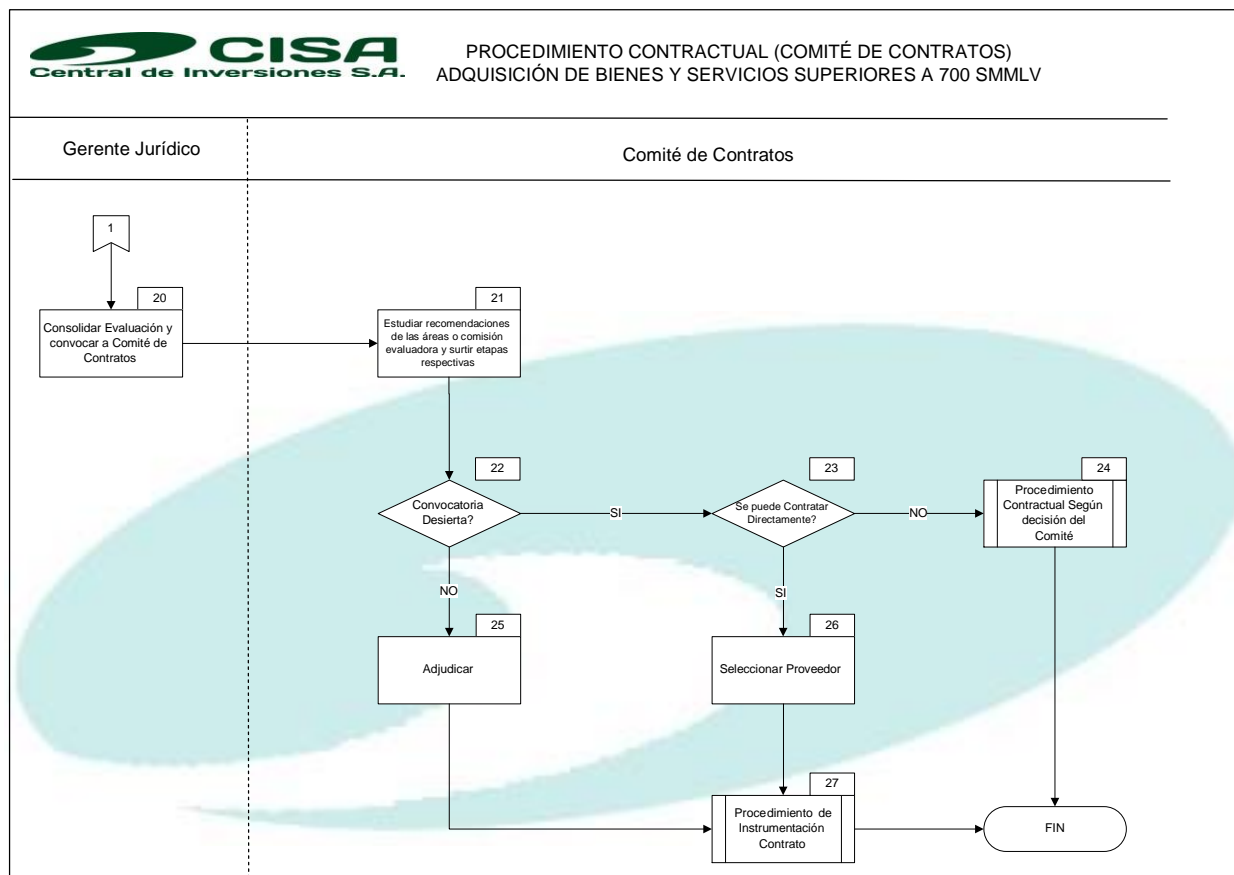 CISA
Central de Inversiones S.A.
PROCEDIMIENTO CONTRACTUAL (COMITÉ DE CONTRATOS)
ADQUISICIÓN DE BIENES Y SERVICIOS SUPERIORES A 700 SMMLV
Gerente Jurídico
Comité de Contratos
1
20
Consolidar Evaluación y
convocar a Comité de
Contratos
21
Estudiar recomendaciones
de las áreas o comisión
evaluadora y surtir etapas
respectivas
22
Convocatoria
Desierta?
SI
23
Se puede Contratar
Directamente?
NO
24
Procedimiento
Contractual Según
decisión del
Comité
NO
SI
25
Adjudicar
26
Seleccionar Proveedor
27
Procedimiento de
Instrumentación
Contrato
FIN